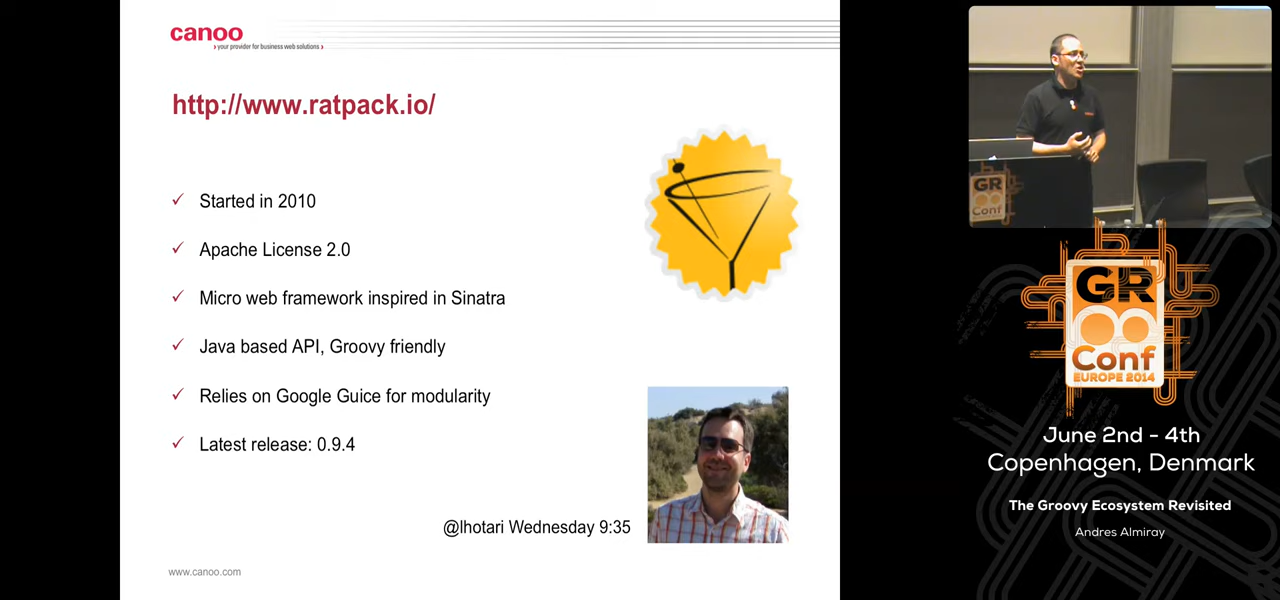 canoo
your provider for business web solutions
http://www.ratpack.io/
Started in 2010
Apache License 2.0
Micro web framework inspired in Sinatra
Java based API, Groovy friendly
Relies on Google Guice for modularity
Latest release: 0.9.4
@lhotari Wednesday 9:35
www.canoo.com
GR
Conf
GR
Conf
EUROPE 2014
June 2nd - 4th
Copenhagen, Denmark
The Groovy Ecosystem Revisited
Andres Almiray